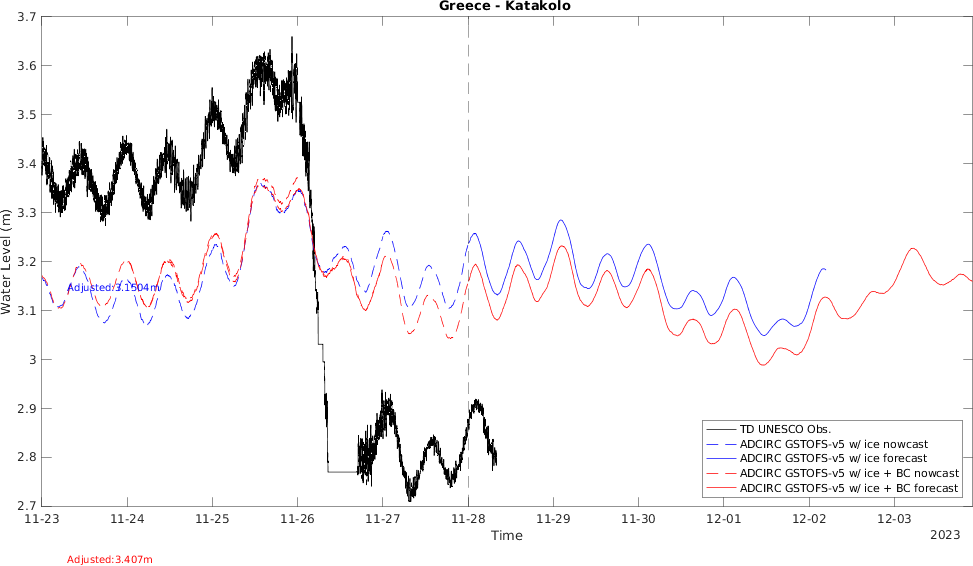 Greece - Katakolo
3.7
3.6
3.5
3.4
3.3
3.2
3.1
3
2.9
2.8
2.7
Water Level (m)
Adjusted:3.1504m
TD UNESCO Obs.
ADCIRC GSTOFS-v5 w/ ice nowcast
ADCIRC GSTOFS-v5 w/ ice forecast
ADCIRC GSTOFS-v5 w/ ice + BC nowcast
ADCIRC GSTOFS-v5 w/ ice + BC forecast
11-23 11-24 11-25 11-26 11-27 11-28 11-29 11-30 12-01 12-02 12-03
Time
2023
Adjusted:3.407m